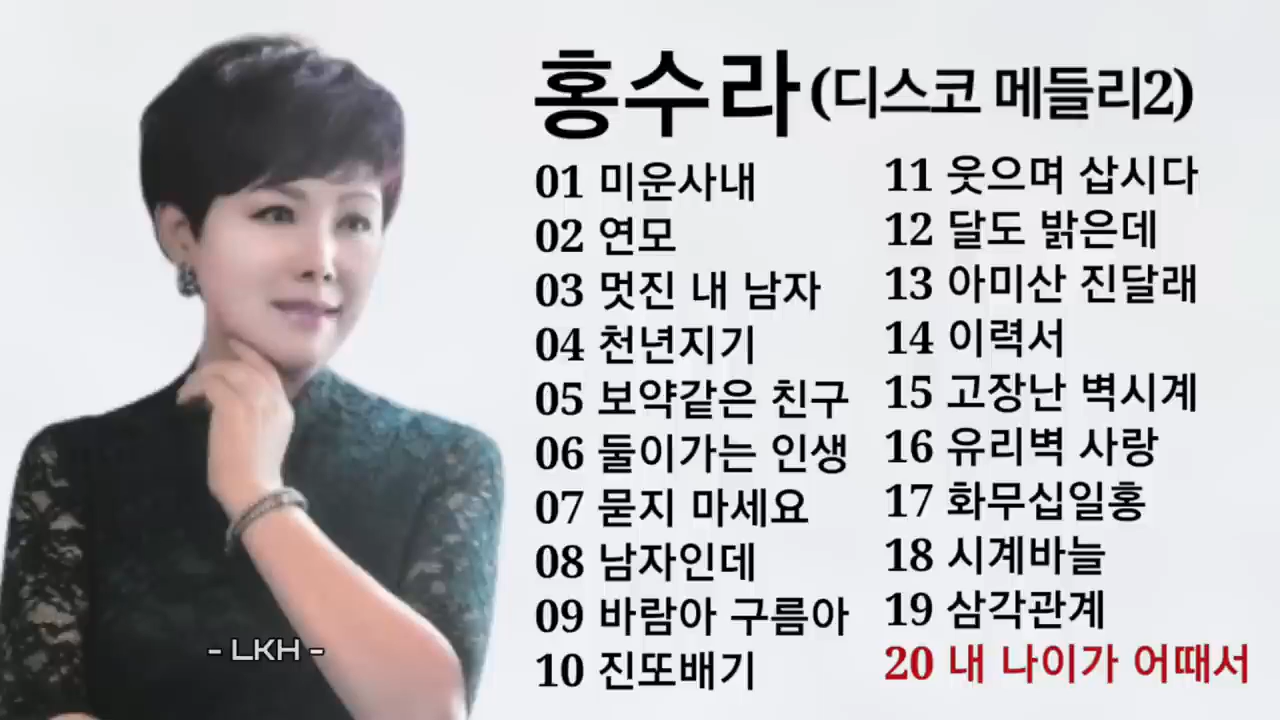 홍수라 (디스코 메들리2)
01 미운사내
02 연모
03 멋진 내 남자
04 천년지기
05 보약같은 친구
06 둘이가는 인생
07 묻지 마세요
08 남자인데
09 바람아 구름아
10 진또배기
11 웃으며 삽시다
12 달도 밝은데
13 아미산 진달래
14 이력서
15 고장난 벽시계
16 유리벽 사랑
17 화무십일홍
18 시계바늘
19 삼각관계
20 내 나이가 어때서
- LKH -